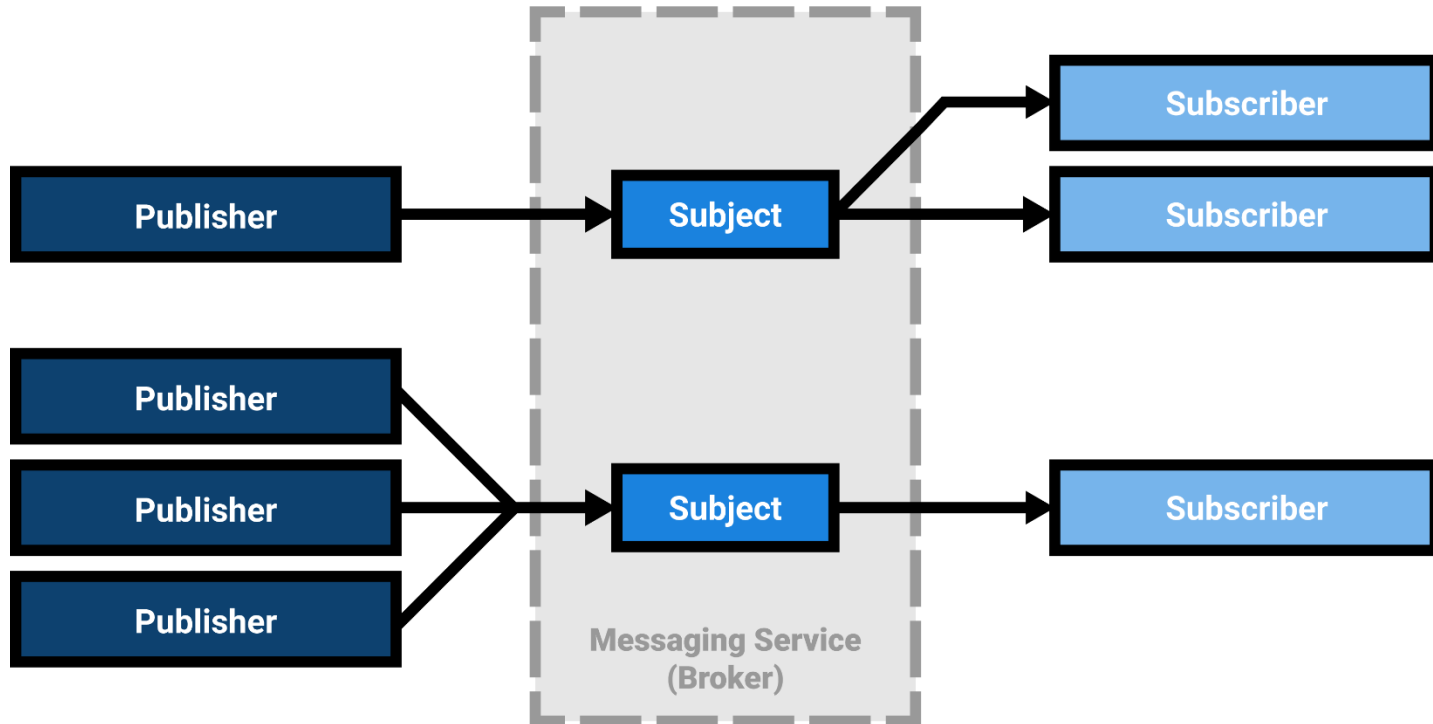 Subscriber
Publisher
Subject
Subscriber
Publisher
Publisher
Subject
Subscriber
Publisher
Messaging Service
(Broker)